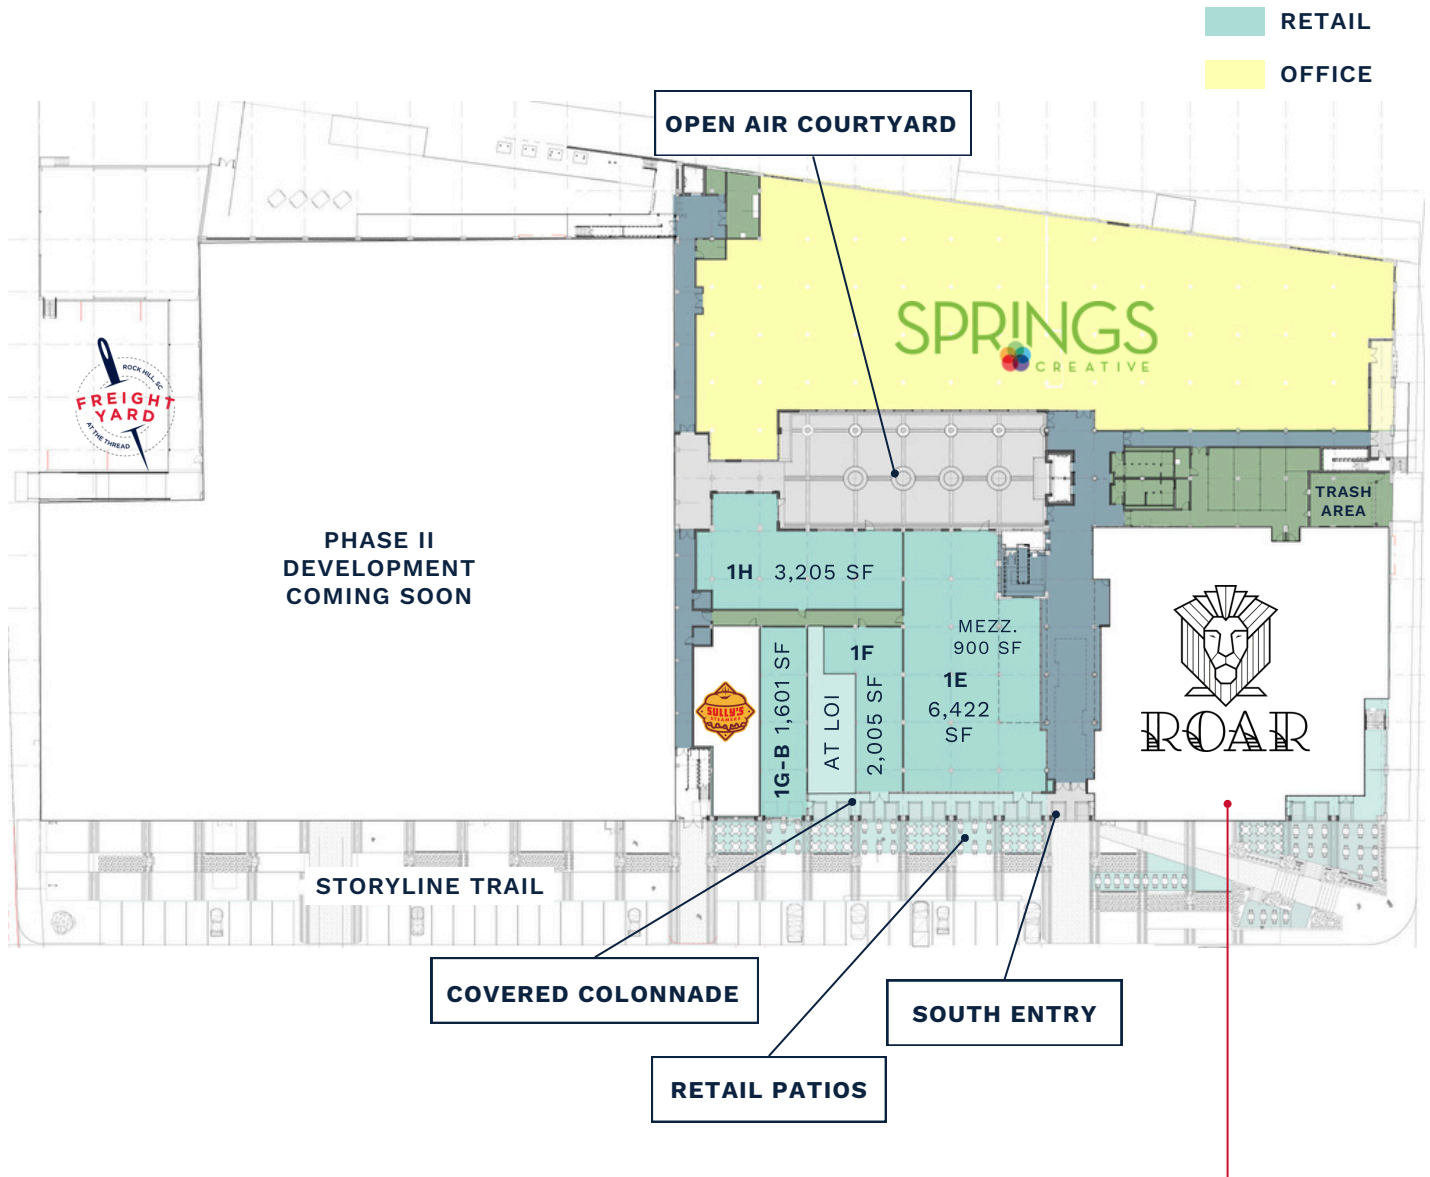 RETAIL
OFFICE
OPEN AIR COURTYARD
SPRINGS
CREATIVE
ROCK HILL, SC
FREIGHT
YARD
AT THE THREAD
TRASH
AREA
PHASE II
DEVELOPMENT
COMING SOON
1H 3,205 SF
MEZZ.
900 SF
1F
2,005 SF
1E
6,422
SF
SULLY'S
STEAMERS
1G-B 1,601 SF
AT LOI
ROAR
STORYLINE TRAIL
COVERED COLONNADE
SOUTH ENTRY
RETAIL PATIOS